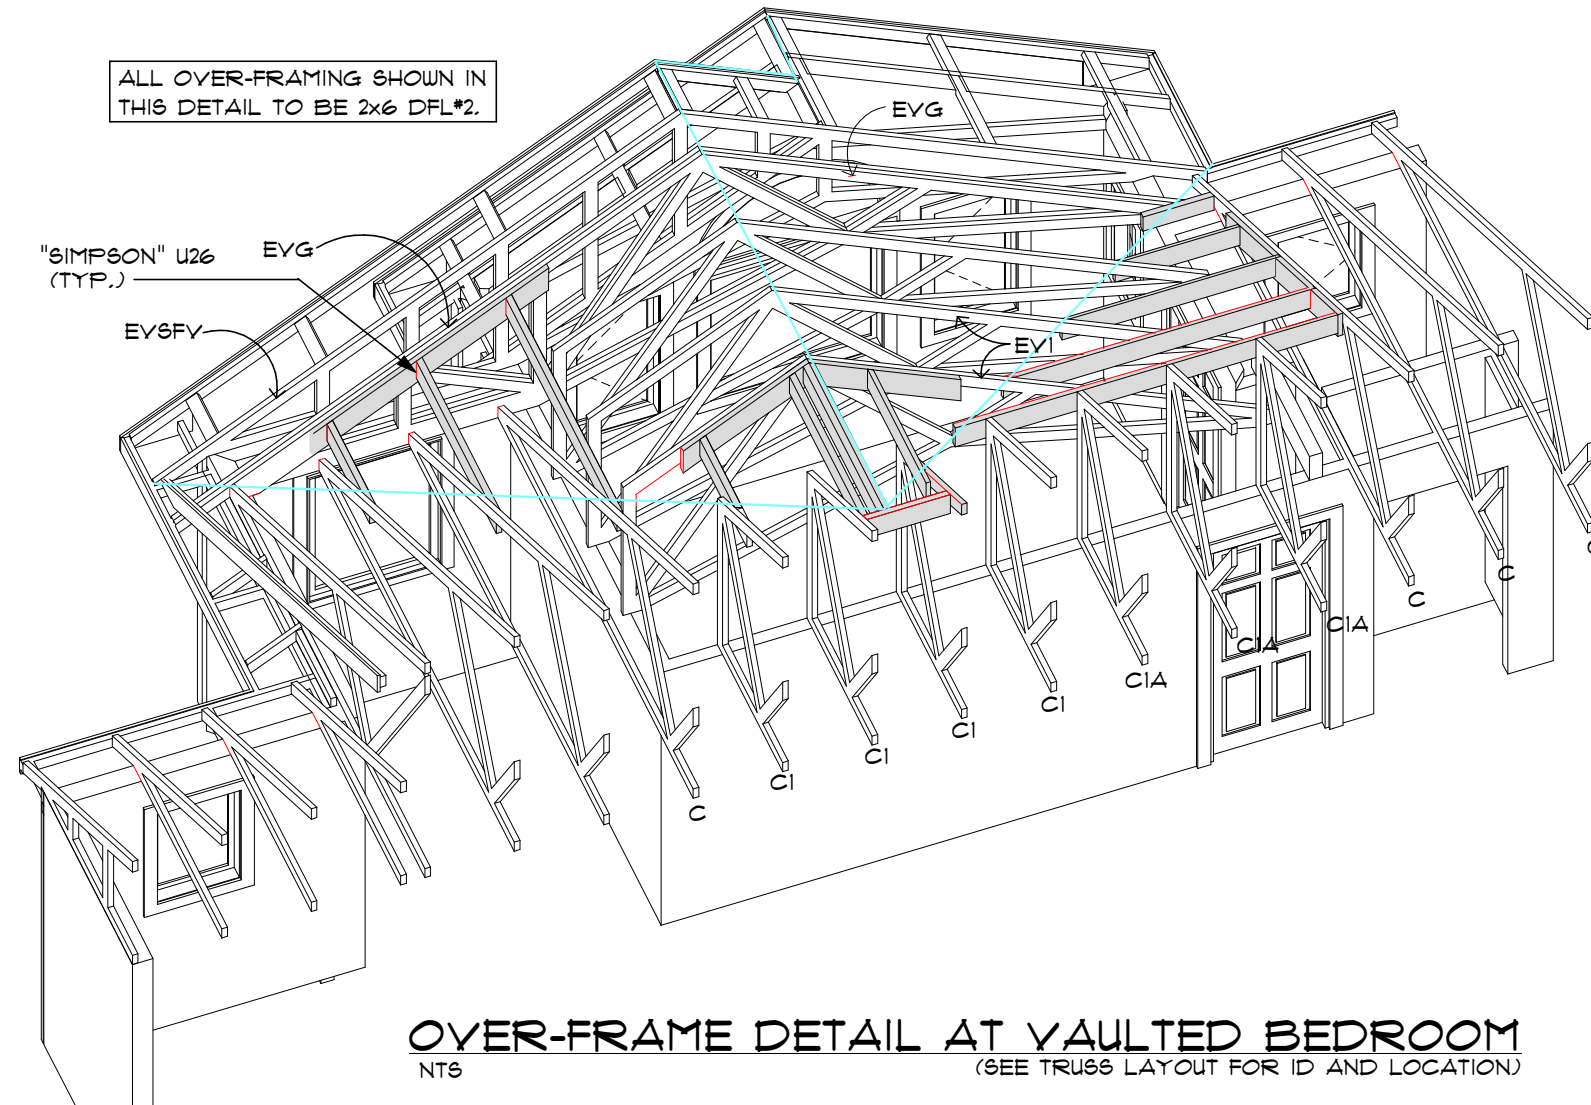 ALL OVER-FRAMING SHOWN IN
THIS DETAIL TO BE 2x6 DFL#2.
EVG
"SIMPSON" U26
(TYP.)
EVG
EVSFV
EV1
C
C1
C1
C1
C1
C1A
C1A
C1A
C
C
OVER-FRAME DETAIL AT VAULTED BEDROOM
NTS
(SEE TRUSS LAYOUT FOR ID AND LOCATION)